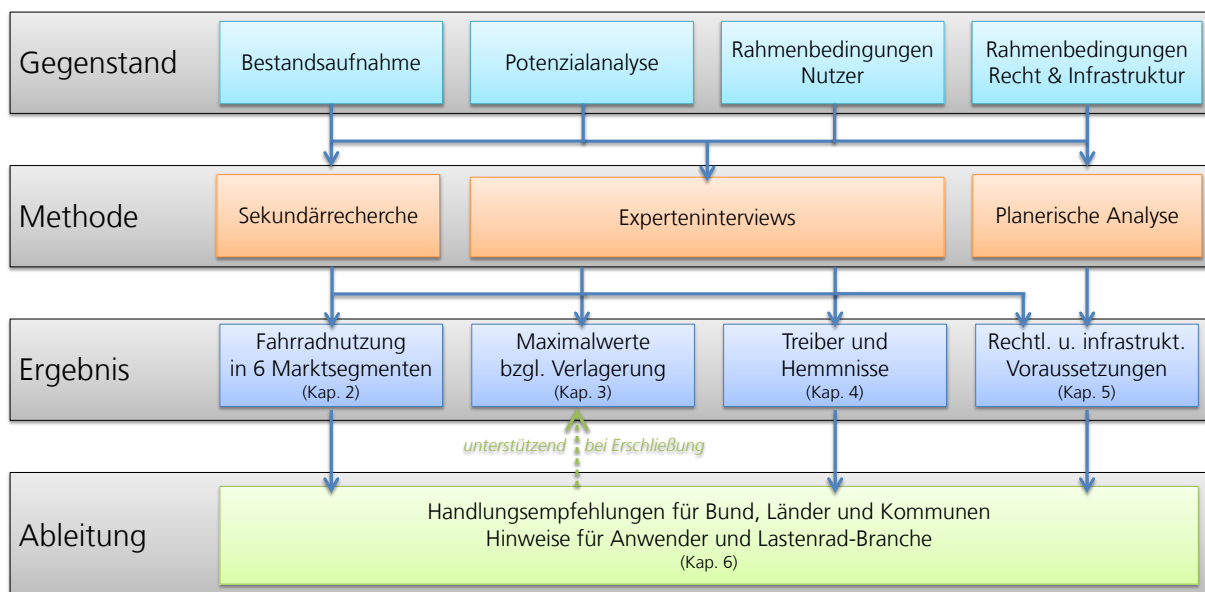 Gegenstand
Bestandsaufnahme
Potenzialanalyse
Rahmenbedingungen
Nutzer
Rahmenbedingungen
Recht & Infrastruktur
Methode
Sekundärrecherche
Experteninterviews
Planerische Analyse
Ergebnis
Fahrradnutzung
in 6 Marktsegmenten
(Kap. 2)
Maximalwerte
bzgl. Verlagerung
(Kap. 3)
Treiber und
Hemmnisse
(Kap. 4)
Rechtl. u. infrastrukt.
Voraussetzungen
(Kap. 5)
unterstützend bei Erschließung
Ableitung
Handlungsempfehlungen für Bund, Länder und Kommunen
Hinweise für Anwender und Lastenrad-Branche
(Kap. 6)